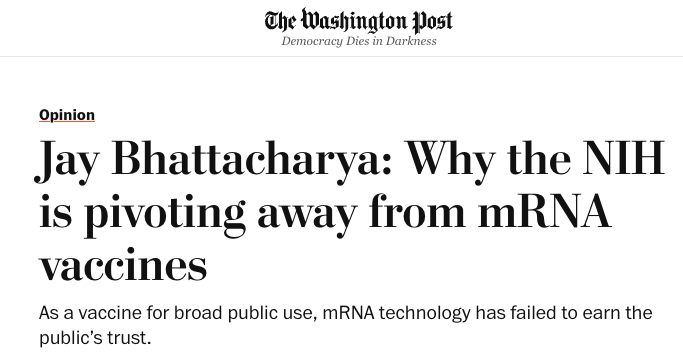 The Washington Post
Democracy Dies in Darkness
Opinion
Jay Bhattacharya: Why the NIH
is pivoting away from mRNA
vaccines
As a vaccine for broad public use, mRNA technology has failed to earn the
public’s trust.